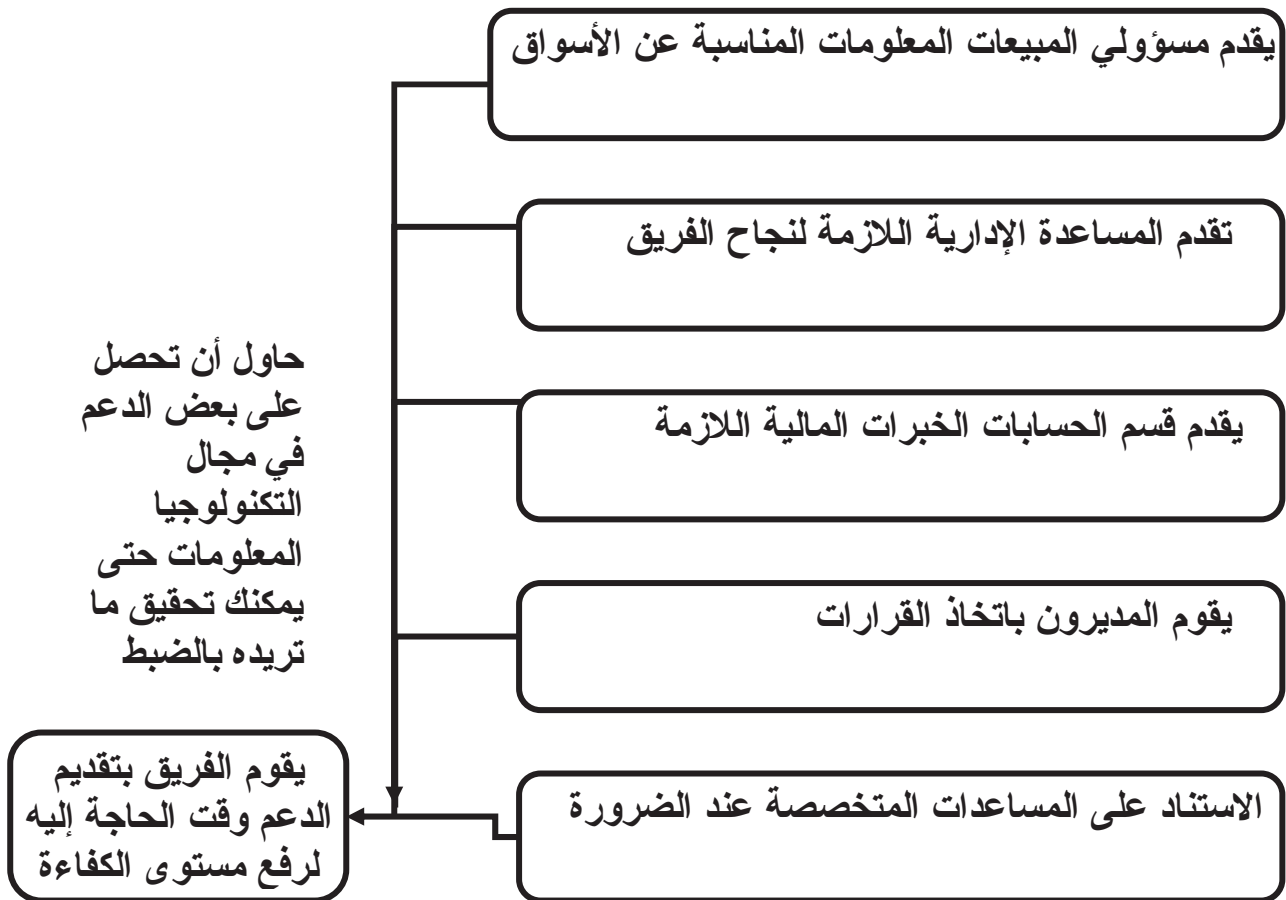 يقدم مسؤولي المبيعات المعلومات المناسبة عن الأسواق
تقدم المساعدة الإدارية اللازمة لنجاح الفريق
يقدم قسم الحسابات الخبرات المالية اللازمة
يقوم المديرون باتخاذ القرارات
الاستناد على المساعدات المتخصصة عند الضرورة
حاول أن تحصل
على بعض الدعم
في مجال
التكنولوجيا
المعلومات حتى
يمكنك تحقيق ما
تريده بالضبط
يقوم الفريق بتقديم
الدعم وقت الحاجة إليه
لرفع مستوى الكفاءة